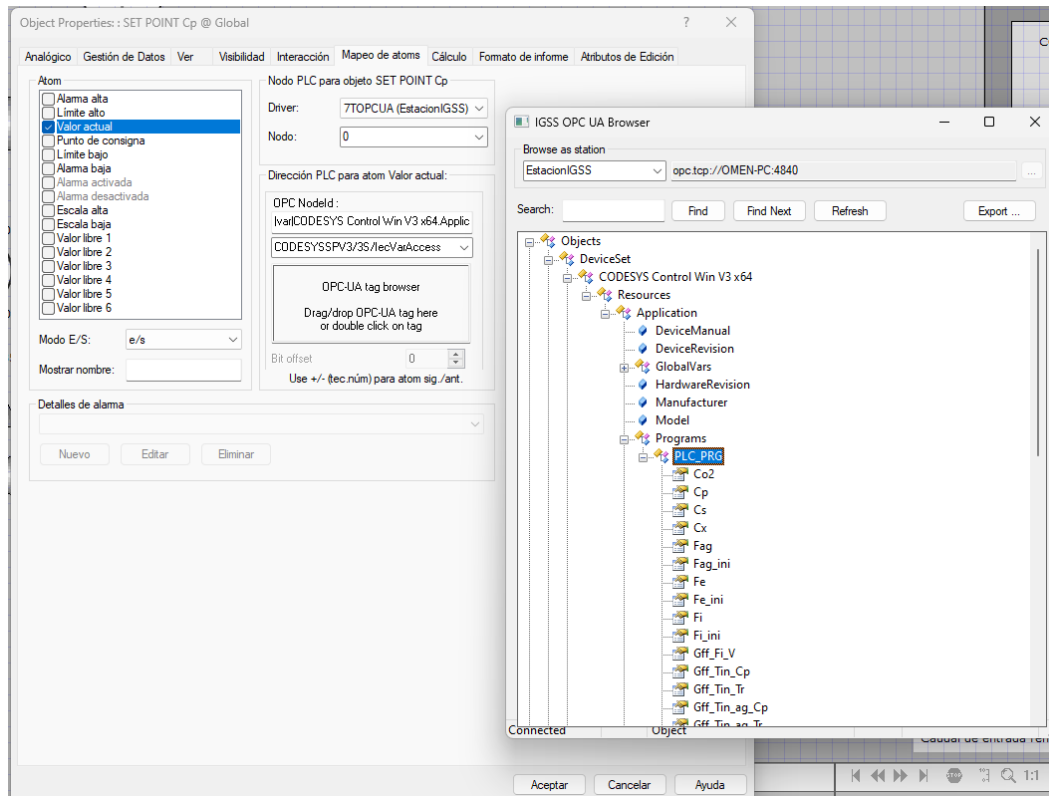 Object Properties: : SET POINT Cp @ Global
Analógico Gestión de Datos Ver Visibilidad Interacción Mapeo de atoms Cálculo Formato de informe Atributos de Edición
Atom
Alarma alta
Límite alto
Valor actual
Punto de consigna
Límite bajo
Alarma baja
Alarma activada
Alarma desactivada
Escala alta
Escala baja
Valor libre 1
Valor libre 2
Valor libre 3
Valor libre 4
Valor libre 5
Valor libre 6
Modo E/S: e/s
Mostrar nombre:
Nodo PLC para objeto SET POINT Cp
Driver: 7TOPCUA (EstacionIGSS)
Nodo: 0
Dirección PLC para atom Valor actual:
OPC NodeId :
|var|CODESYS Control Win V3 x64.Applic
CODESYSSPV3/3S/IecVarAccess
OPC-UA tag browser
Drag/drop OPC-UA tag here
or double click on tag
Bit offset 0
Use +/- (tec.núm) para atom sig./ant.
Detalles de alarma
Nuevo Editar Eliminar
Aceptar Cancelar Ayuda
IGSS OPC UA Browser
Browse as station
EstacionIGSS opc.tcp://OMEN-PC:4840 ...
Search: Find Find Next Refresh Export ...
Objects
DeviceSet
CODESYS Control Win V3 x64
Resources
Application
DeviceManual
DeviceRevision
GlobalVars
HardwareRevision
Manufacturer
Model
Programs
PLC_PRG
Co2
Cp
Cs
Cx
Fag
Fag_ini
Fe
Fe_ini
Fi
Fi_ini
Gff_Fi_V
Gff_Tin_Cp
Gff_Tin_Tr
Gff_Tin_ag_Cp
Gff_Tin_ag_Tr
Connected Object
Caudal de entrada
STOP 1:1